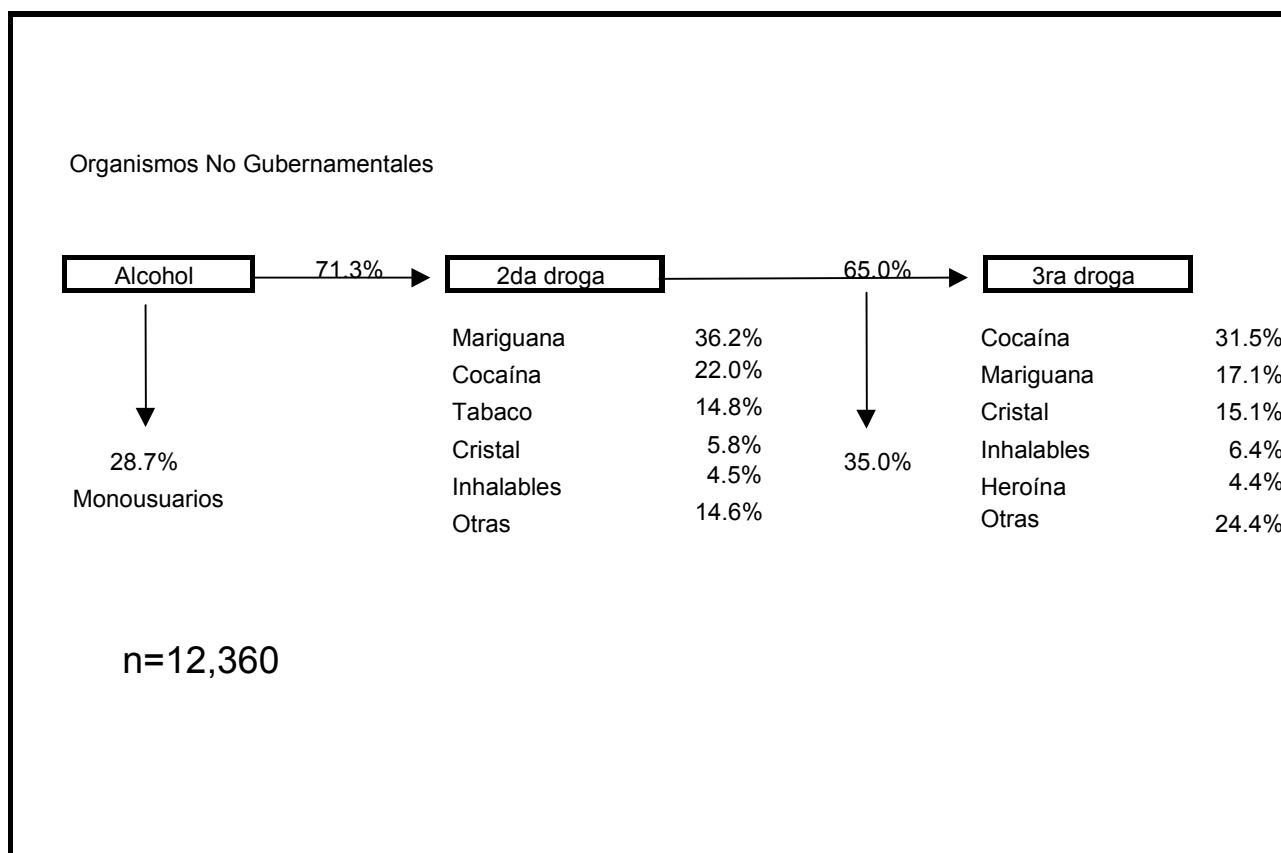 Organismos No Gubernamentales
Alcohol 71.3% 2da droga 65.0% 3ra droga
Mariguana 36.2% Cocaína 31.5%
Cocaína 22.0% Mariguana 17.1%
Tabaco 14.8% Cristal 15.1%
28.7% Cristal 5.8% 35.0% Inhalables 6.4%
Monousuarios Inhalables 4.5% Heroína 4.4%
Otras 14.6% Otras 24.4%
n=12,360